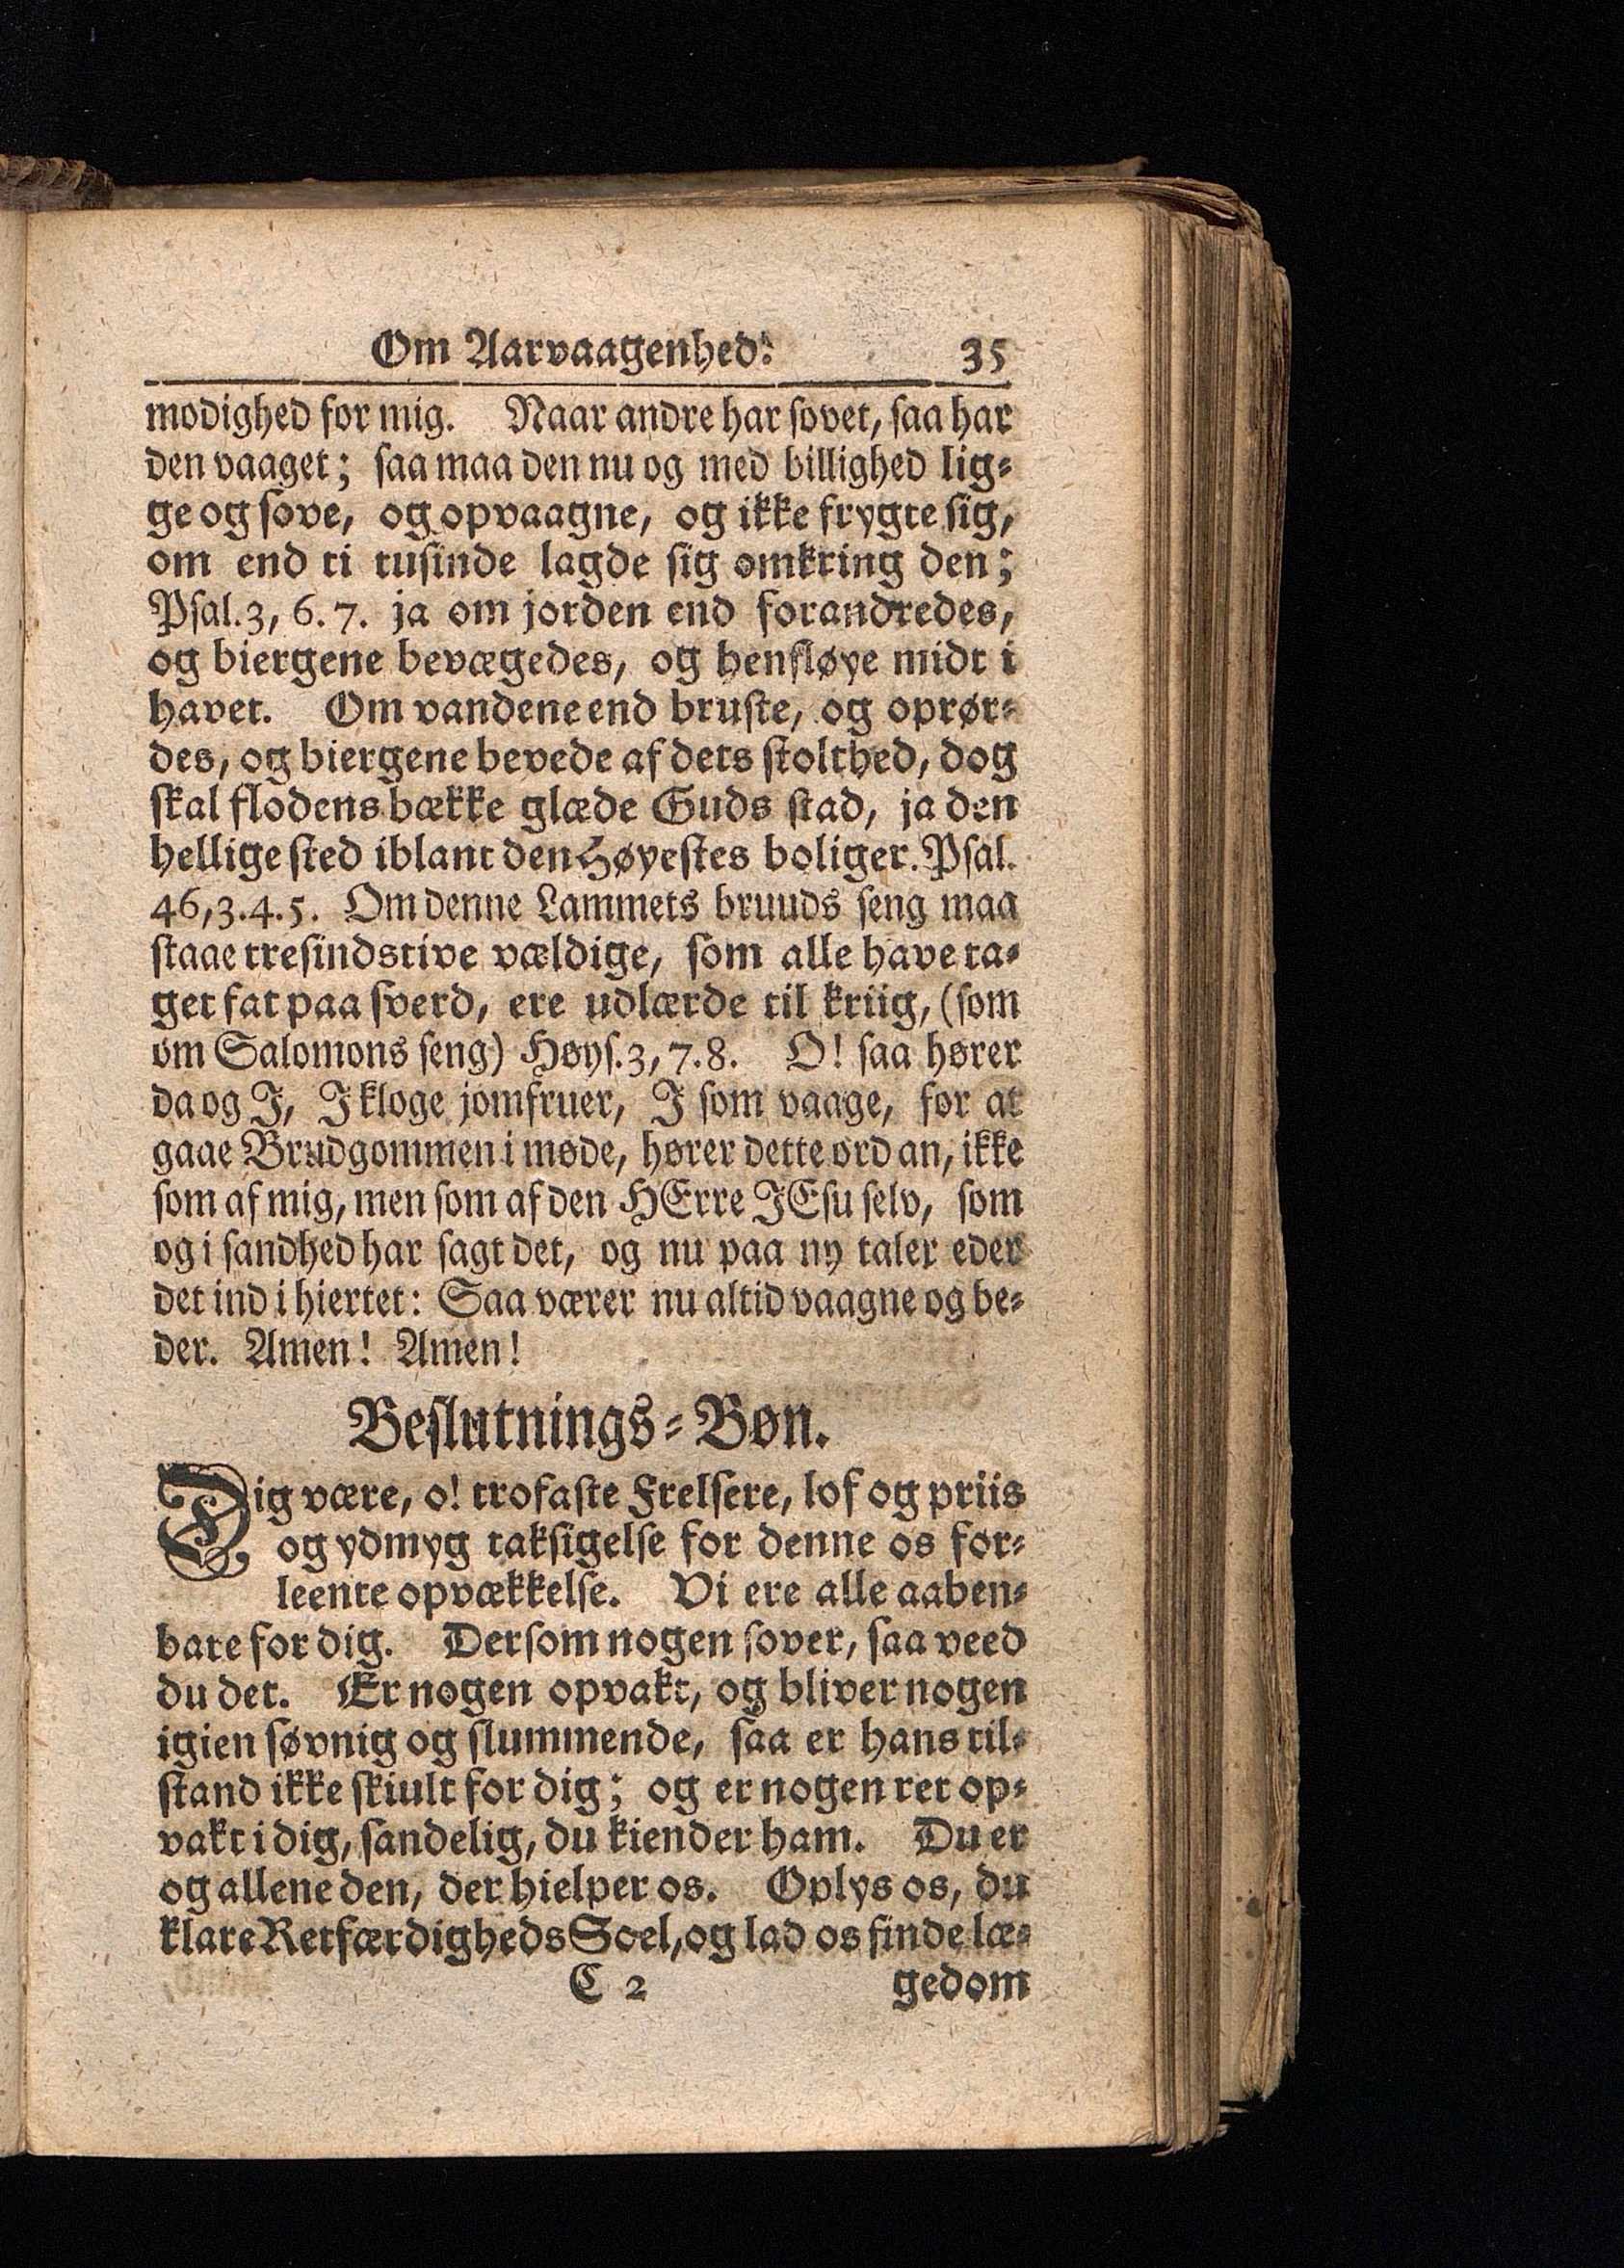 Om Aarvaagenhed. 35
modighed for mig. Naar andre har sovet, saa har
den vaaget; saa maa den nu og med billighed lig-
ge og sove, og opvaagne, og ikke frygte sig,
om end ti tusinde lagde sig omkring den;
Psal. 3, 6. 7. ja om jorden end forandredes,
og biergene bevægedes, og henfløye midt i
havet. Om vandene end bruste, og oprør-
des, og biergene bevede af dets stolthed, dog
skal flodens bække glæde Guds stad, ja den
hellige sted iblant den Høyestes boliger. Psal.
46, 3. 4. 5. Om denne Lammets bruuds seng maa
staae tresindstive vældige, som alle have ta-
get fat paa sverd, ere udlærde til kriig, (som
om Salomons seng) Høys. 3, 7. 8. O! saa hører
da og I, I kloge jomfruer, I som vaage, for at
gaae Brudgommen i møde, hører dette ord an, ikke
som af mig, men som af den HErre JEsu selv, som
og i sandhed har sagt det, og nu paa ny taler eder
det ind i hiertet: Saa værer nu altid vaagne og be-
der. Amen! Amen!
Beslutnings-Bøn.
Dig være, o! trofaste Frelsere, lof og priis
og ydmyg taksigelse for denne os for-
leente opvækkelse. Vi ere alle aaben-
bare for dig. Dersom nogen sover, saa veed
du det. Er nogen opvakt, og bliver nogen
igien søvnig og slummende, saa er hans til-
stand ikke skiult for dig; og er nogen ret op-
vakt i dig, sandelig, du kiender ham. Du er
og allene den, der hielper os. Oplys os, du
klare Retfærdigheds Soel, og lad os finde læ-
C 2 gedom